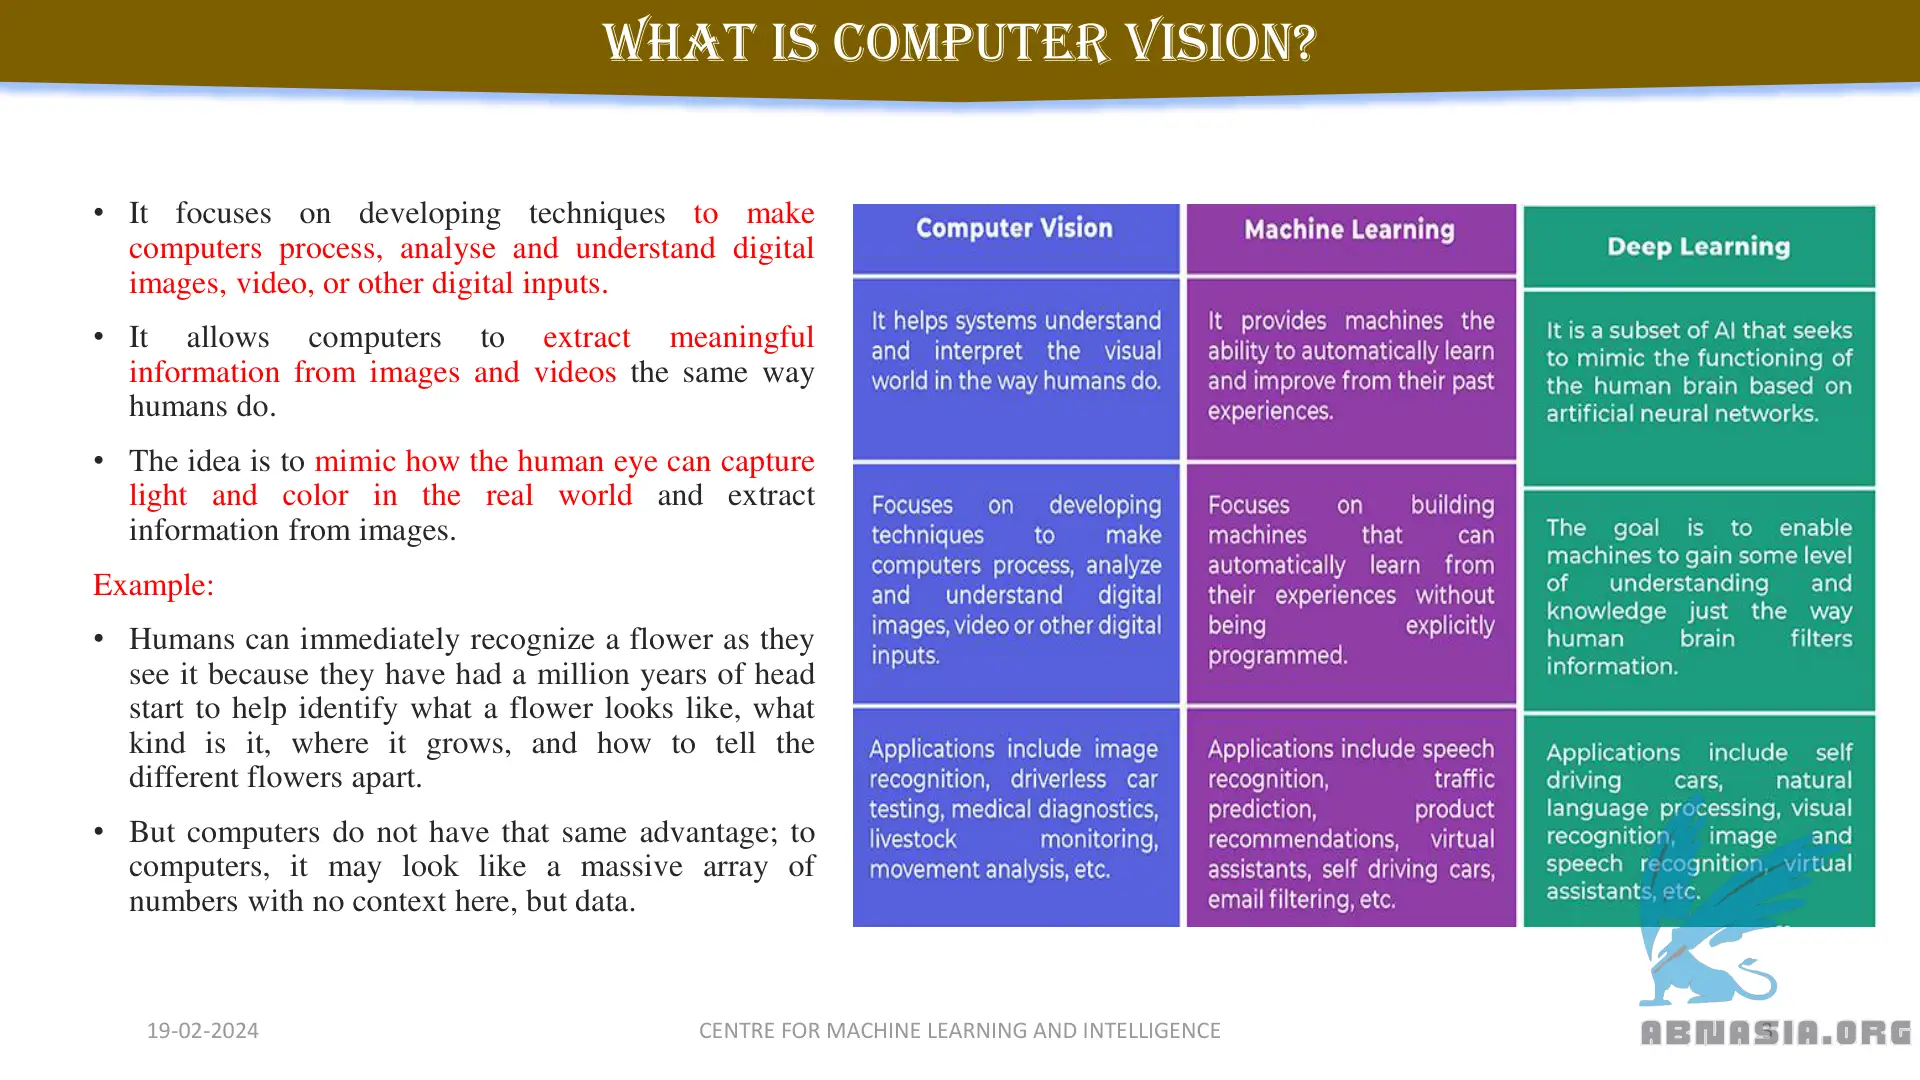 WHAT IS COMPUTER VISION?
• It focuses on developing techniques to make
computers process, analyse and understand digital
images, video, or other digital inputs.
• It allows computers to extract meaningful
information from images and videos the same way
humans do.
• The idea is to mimic how the human eye can capture
light and color in the real world and extract
information from images.
Example:
• Humans can immediately recognize a flower as they
see it because they have had a million years of head
start to help identify what a flower looks like, what
kind is it, where it grows, and how to tell the
different flowers apart.
• But computers do not have that same advantage; to
computers, it may look like a massive array of
numbers with no context here, but data.
Computer Vision
It helps systems understand
and interpret the visual
world in the way humans do.
Focuses on developing
techniques to make
computers process, analyze
and understand digital
images, video or other digital
inputs.
Applications include image
recognition, driverless car
testing, medical diagnostics,
livestock monitoring,
movement analysis, etc.
Machine Learning
It provides machines the
ability to automatically learn
and improve from their past
experiences.
Focuses on building
machines that can
automatically learn from
their experiences without
being explicitly
programmed.
Applications include speech
recognition, traffic
prediction, product
recommendations, virtual
assistants, self driving cars,
email filtering, etc.
Deep Learning
It is a subset of AI that seeks
to mimic the functioning of
the human brain based on
artificial neural networks.
The goal is to enable
machines to gain some level
of understanding and
knowledge just the way
human brain filters
information.
Applications include self
driving cars, natural
language processing, visual
recognition, image and
speech recognition, virtual
assistants, etc.
19-02-2024
CENTRE FOR MACHINE LEARNING AND INTELLIGENCE
ABNASIA.ORG